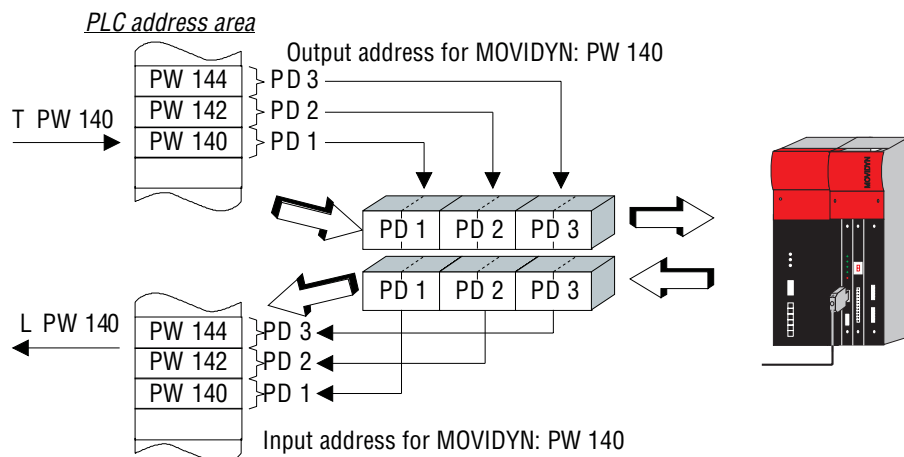 PLC address area
Output address for MOVIDYN: PW 140
PW 144 PD 3
PW 142 PD 2
T PW 140
PW 140 PD 1
PD 1 PD 2 PD 3
PD 1 PD 2 PD 3
L PW 140
PW 144 PD 3
PW 142 PD 2
PW 140 PD 1
Input address for MOVIDYN: PW 140
MOVIDYN